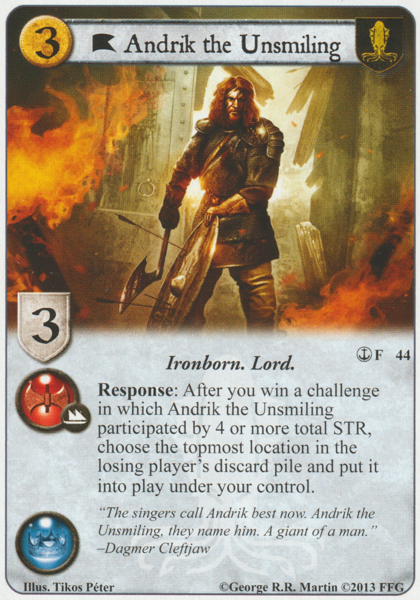 3 Andrik the Unsmiling
3
Ironborn. Lord.
F 44
Response: After you win a challenge
in which Andrik the Unsmiling
participated by 4 or more total STR,
choose the topmost location in the
losing player's discard pile and put it
into play under your control.
"The singers call Andrik best now. Andrik the
Unsmiling, they name him. A giant of a man."
–Dagmer Cleftjaw
Illus. Tikos Péter ©George R.R. Martin ©2013 FFG